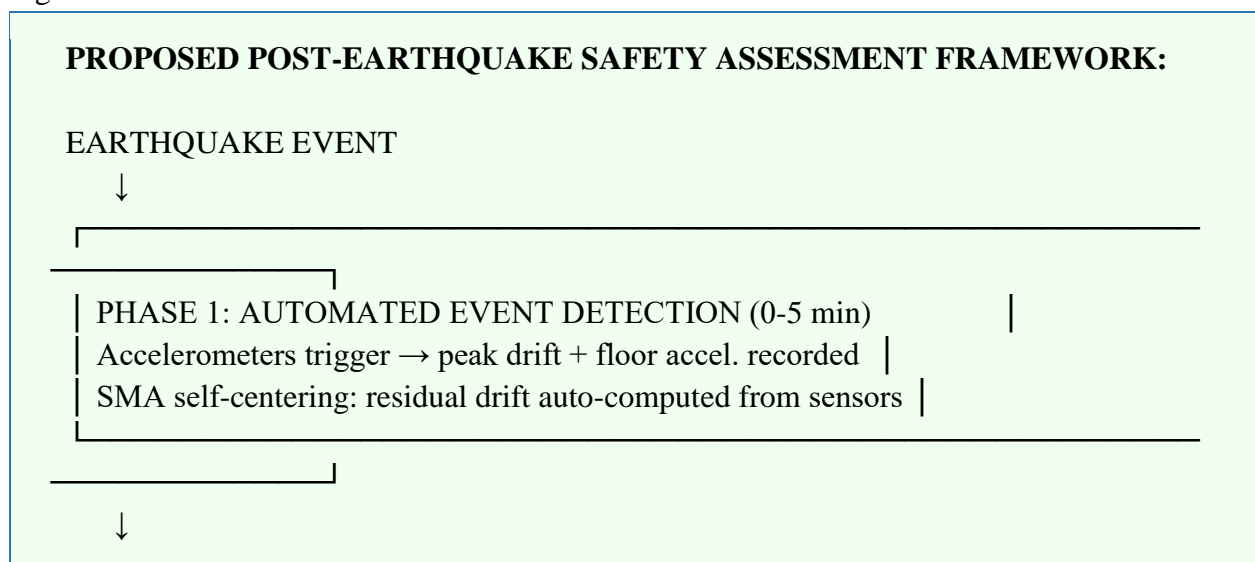 PROPOSED POST-EARTHQUAKE SAFETY ASSESSMENT FRAMEWORK:
EARTHQUAKE EVENT
↓
│ PHASE 1: AUTOMATED EVENT DETECTION (0-5 min) │
│ Accelerometers trigger → peak drift + floor accel. recorded │
│ SMA self-centering: residual drift auto-computed from sensors │
↓